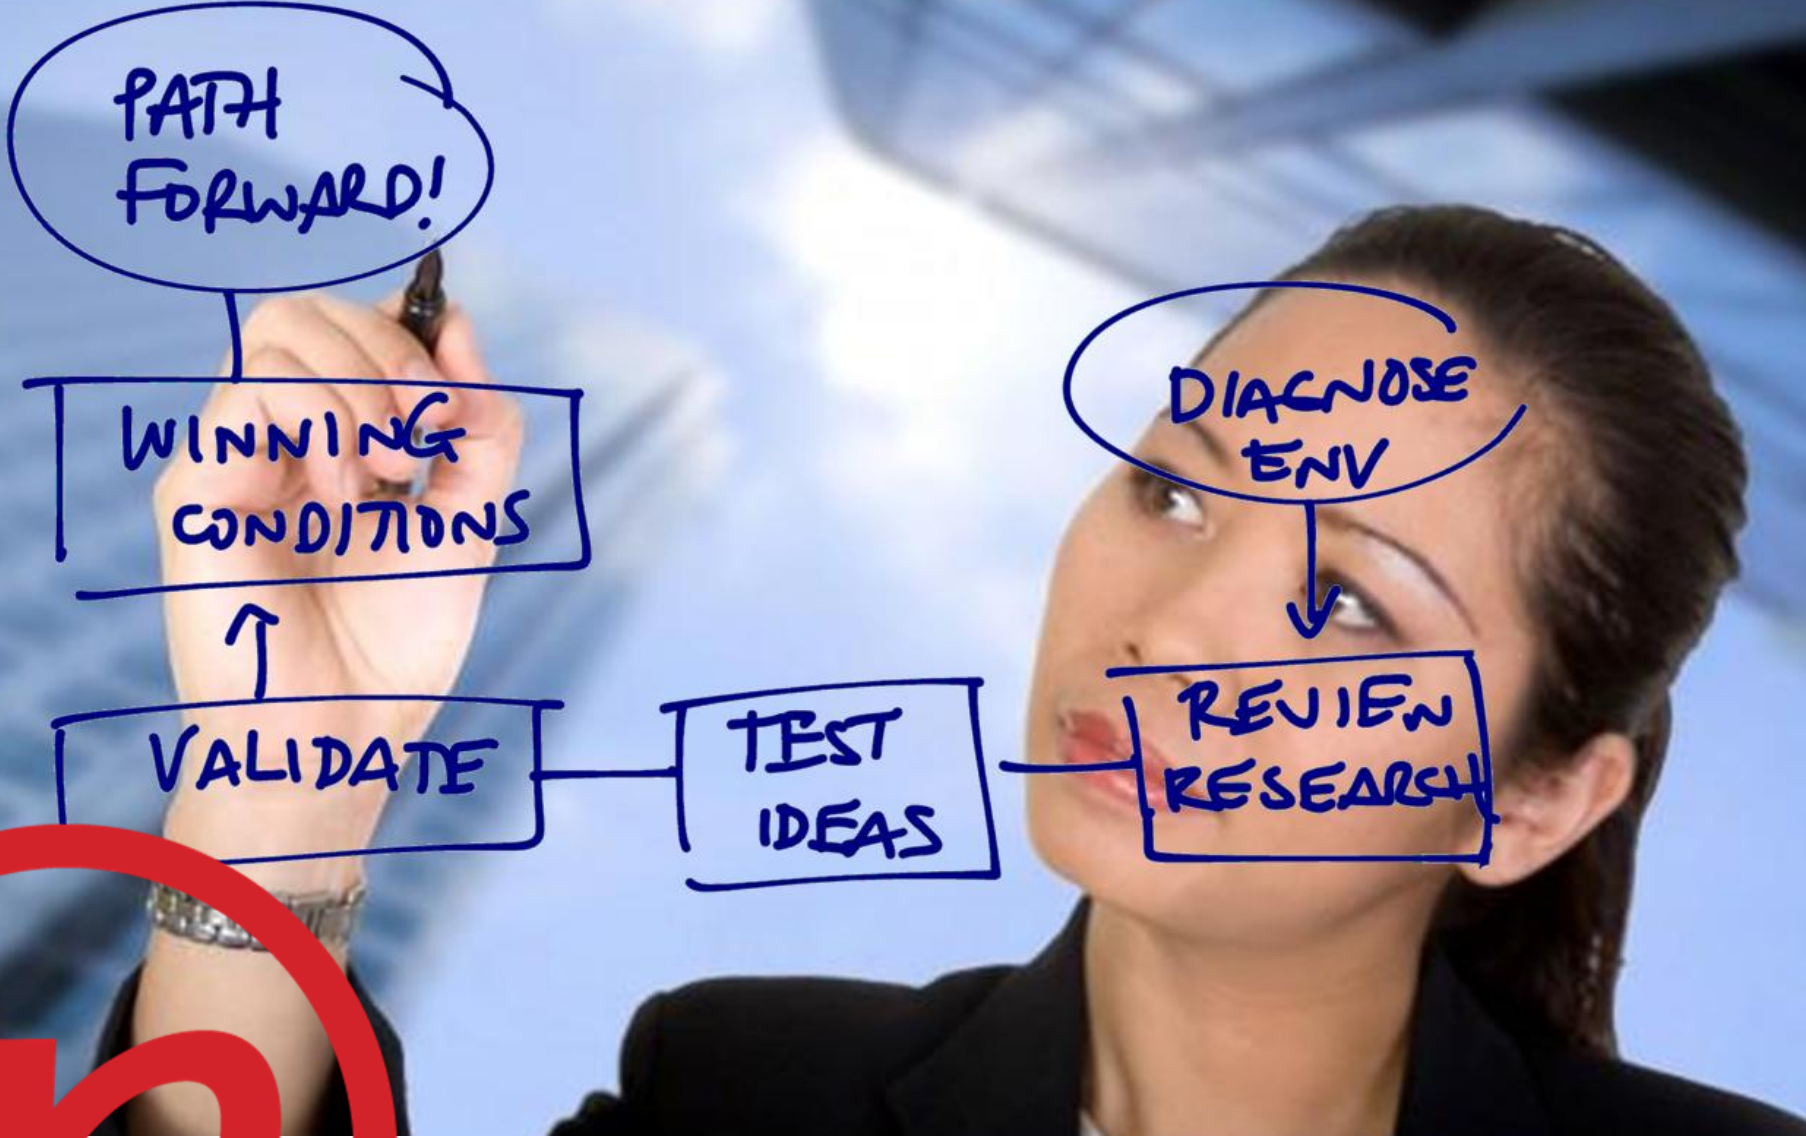 PATH
FORWARD!
WINNING
CONDITIONS
VALIDATE
TEST
IDEAS
DIAGNOSE
ENV
REVIEW
RESEARCH
n